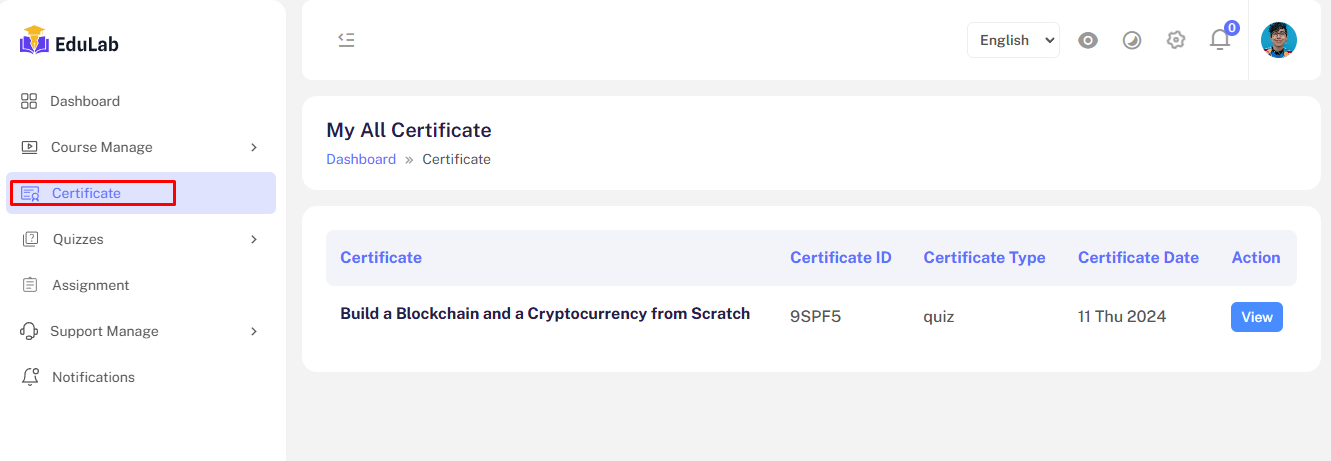 EduLab
Dashboard
Course Manage
Certificate
Quizzes
Assignment
Support Manage
Notifications
English
0
My All Certificate
Dashboard » Certificate
Certificate Certificate ID Certificate Type Certificate Date Action
Build a Blockchain and a Cryptocurrency from Scratch 9SPF5 quiz 11 Thu 2024 View